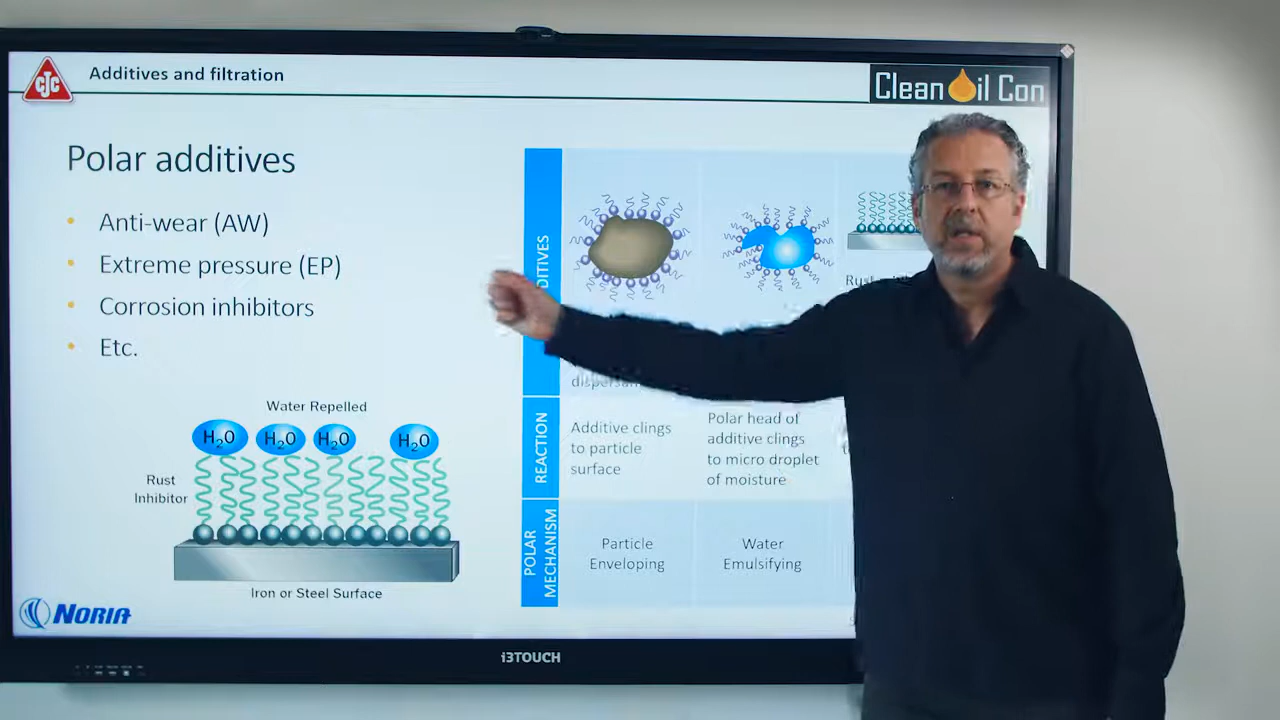 CJC
Additives and filtration
Clean Oil Con
Polar additives
• Anti-wear (AW)
• Extreme pressure (EP)
• Corrosion inhibitors
• Etc.
Water Repelled
H₂O H₂O H₂O H₂O
Rust
Inhibitor
Iron or Steel Surface
NORIA
REACTION
Additive clings
to particle
surface
Polar head of
additive clings
to micro droplet
of moisture
POLAR
MECHANISM
Particle
Enveloping
Water
Emulsifying
i3TOUCH